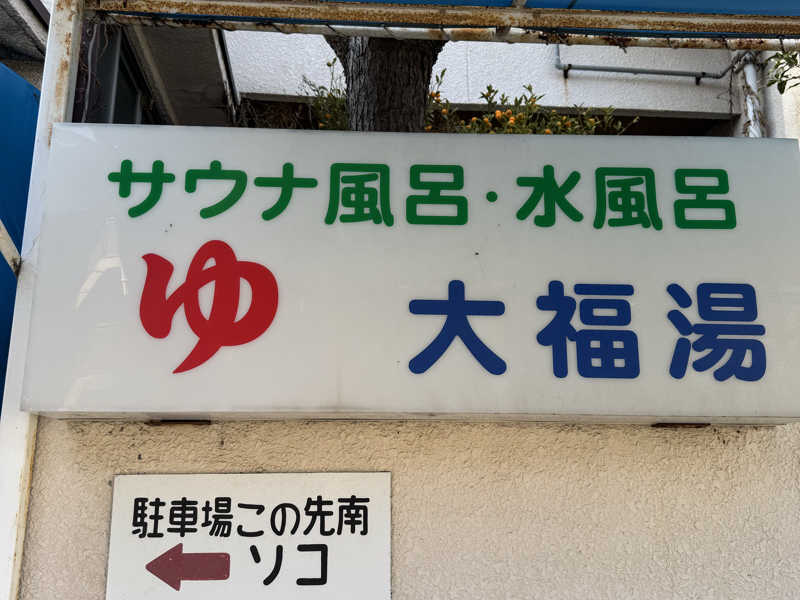 サウナ風呂・水風呂
ゆ 大福湯
駐車場この先南
ソコ